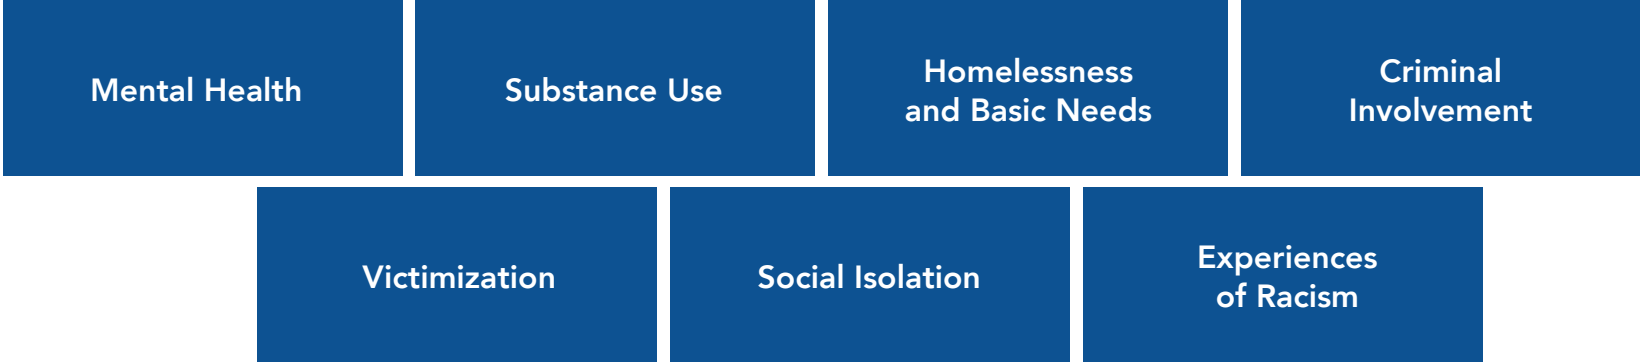 Mental Health
Substance Use
Homelessness
and Basic Needs
Criminal
Involvement
Victimization
Social Isolation
Experiences
of Racism